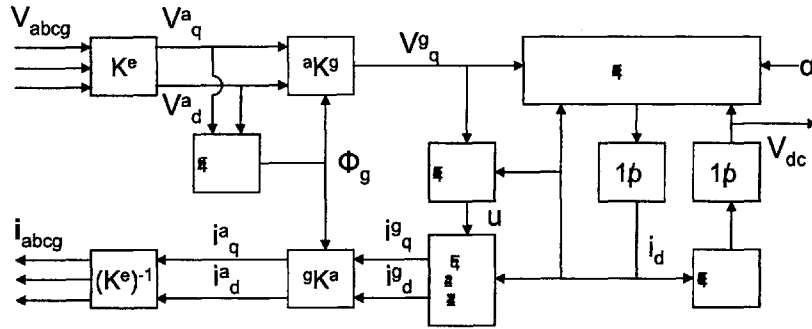 V_abcg
V^a_q
K^e
V^a_d
^aK^g
V^g_q
α
Φ_g
1/p
1/p
V_dc
u
i_abcg
i^a_q
i^a_d
(K^e)^-1
^gK^a
i^g_q
i^g_d
i_d